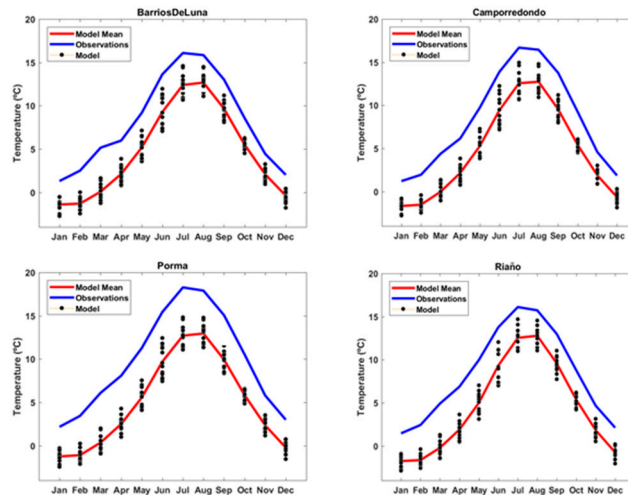 BarriosDeLuna
Temperature (ºC)
20
15
10
5
0
Model Mean
Observations
Model
Jan Feb Mar Apr May Jun Jul Aug Sep Oct Nov Dec
Camporredondo
Temperature (ºC)
20
15
10
5
0
Model Mean
Observations
Model
Jan Feb Mar Apr May Jun Jul Aug Sep Oct Nov Dec
Porma
Temperature (ºC)
20
15
10
5
0
Model Mean
Observations
Model
Jan Feb Mar Apr May Jun Jul Aug Sep Oct Nov Dec
Riaño
Temperature (ºC)
20
15
10
5
0
Model Mean
Observations
Model
Jan Feb Mar Apr May Jun Jul Aug Sep Oct Nov Dec